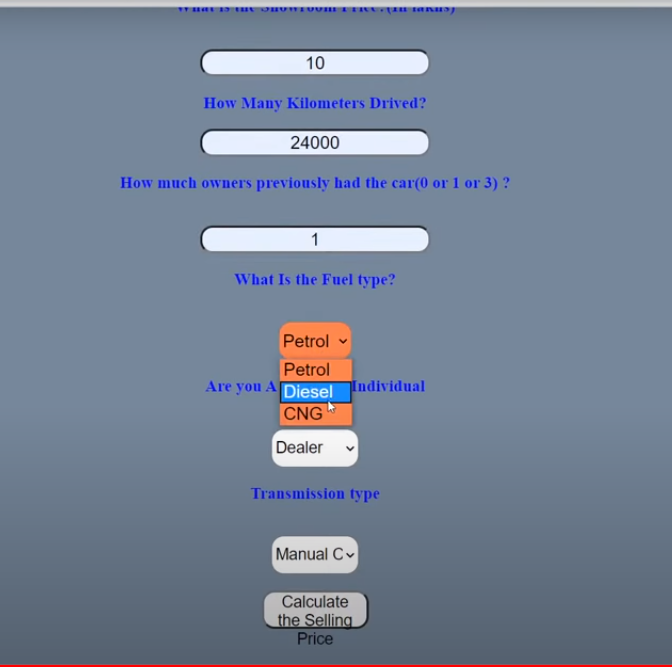 What is the Showroom Price?(In lakhs)
10
How Many Kilometers Drived?
24000
How much owners previously had the car(0 or 1 or 3) ?
1
What Is the Fuel type?
Petrol
Petrol
Diesel
CNG
Are you A Individual
Dealer
Transmission type
Manual C
Calculate
the Selling
Price